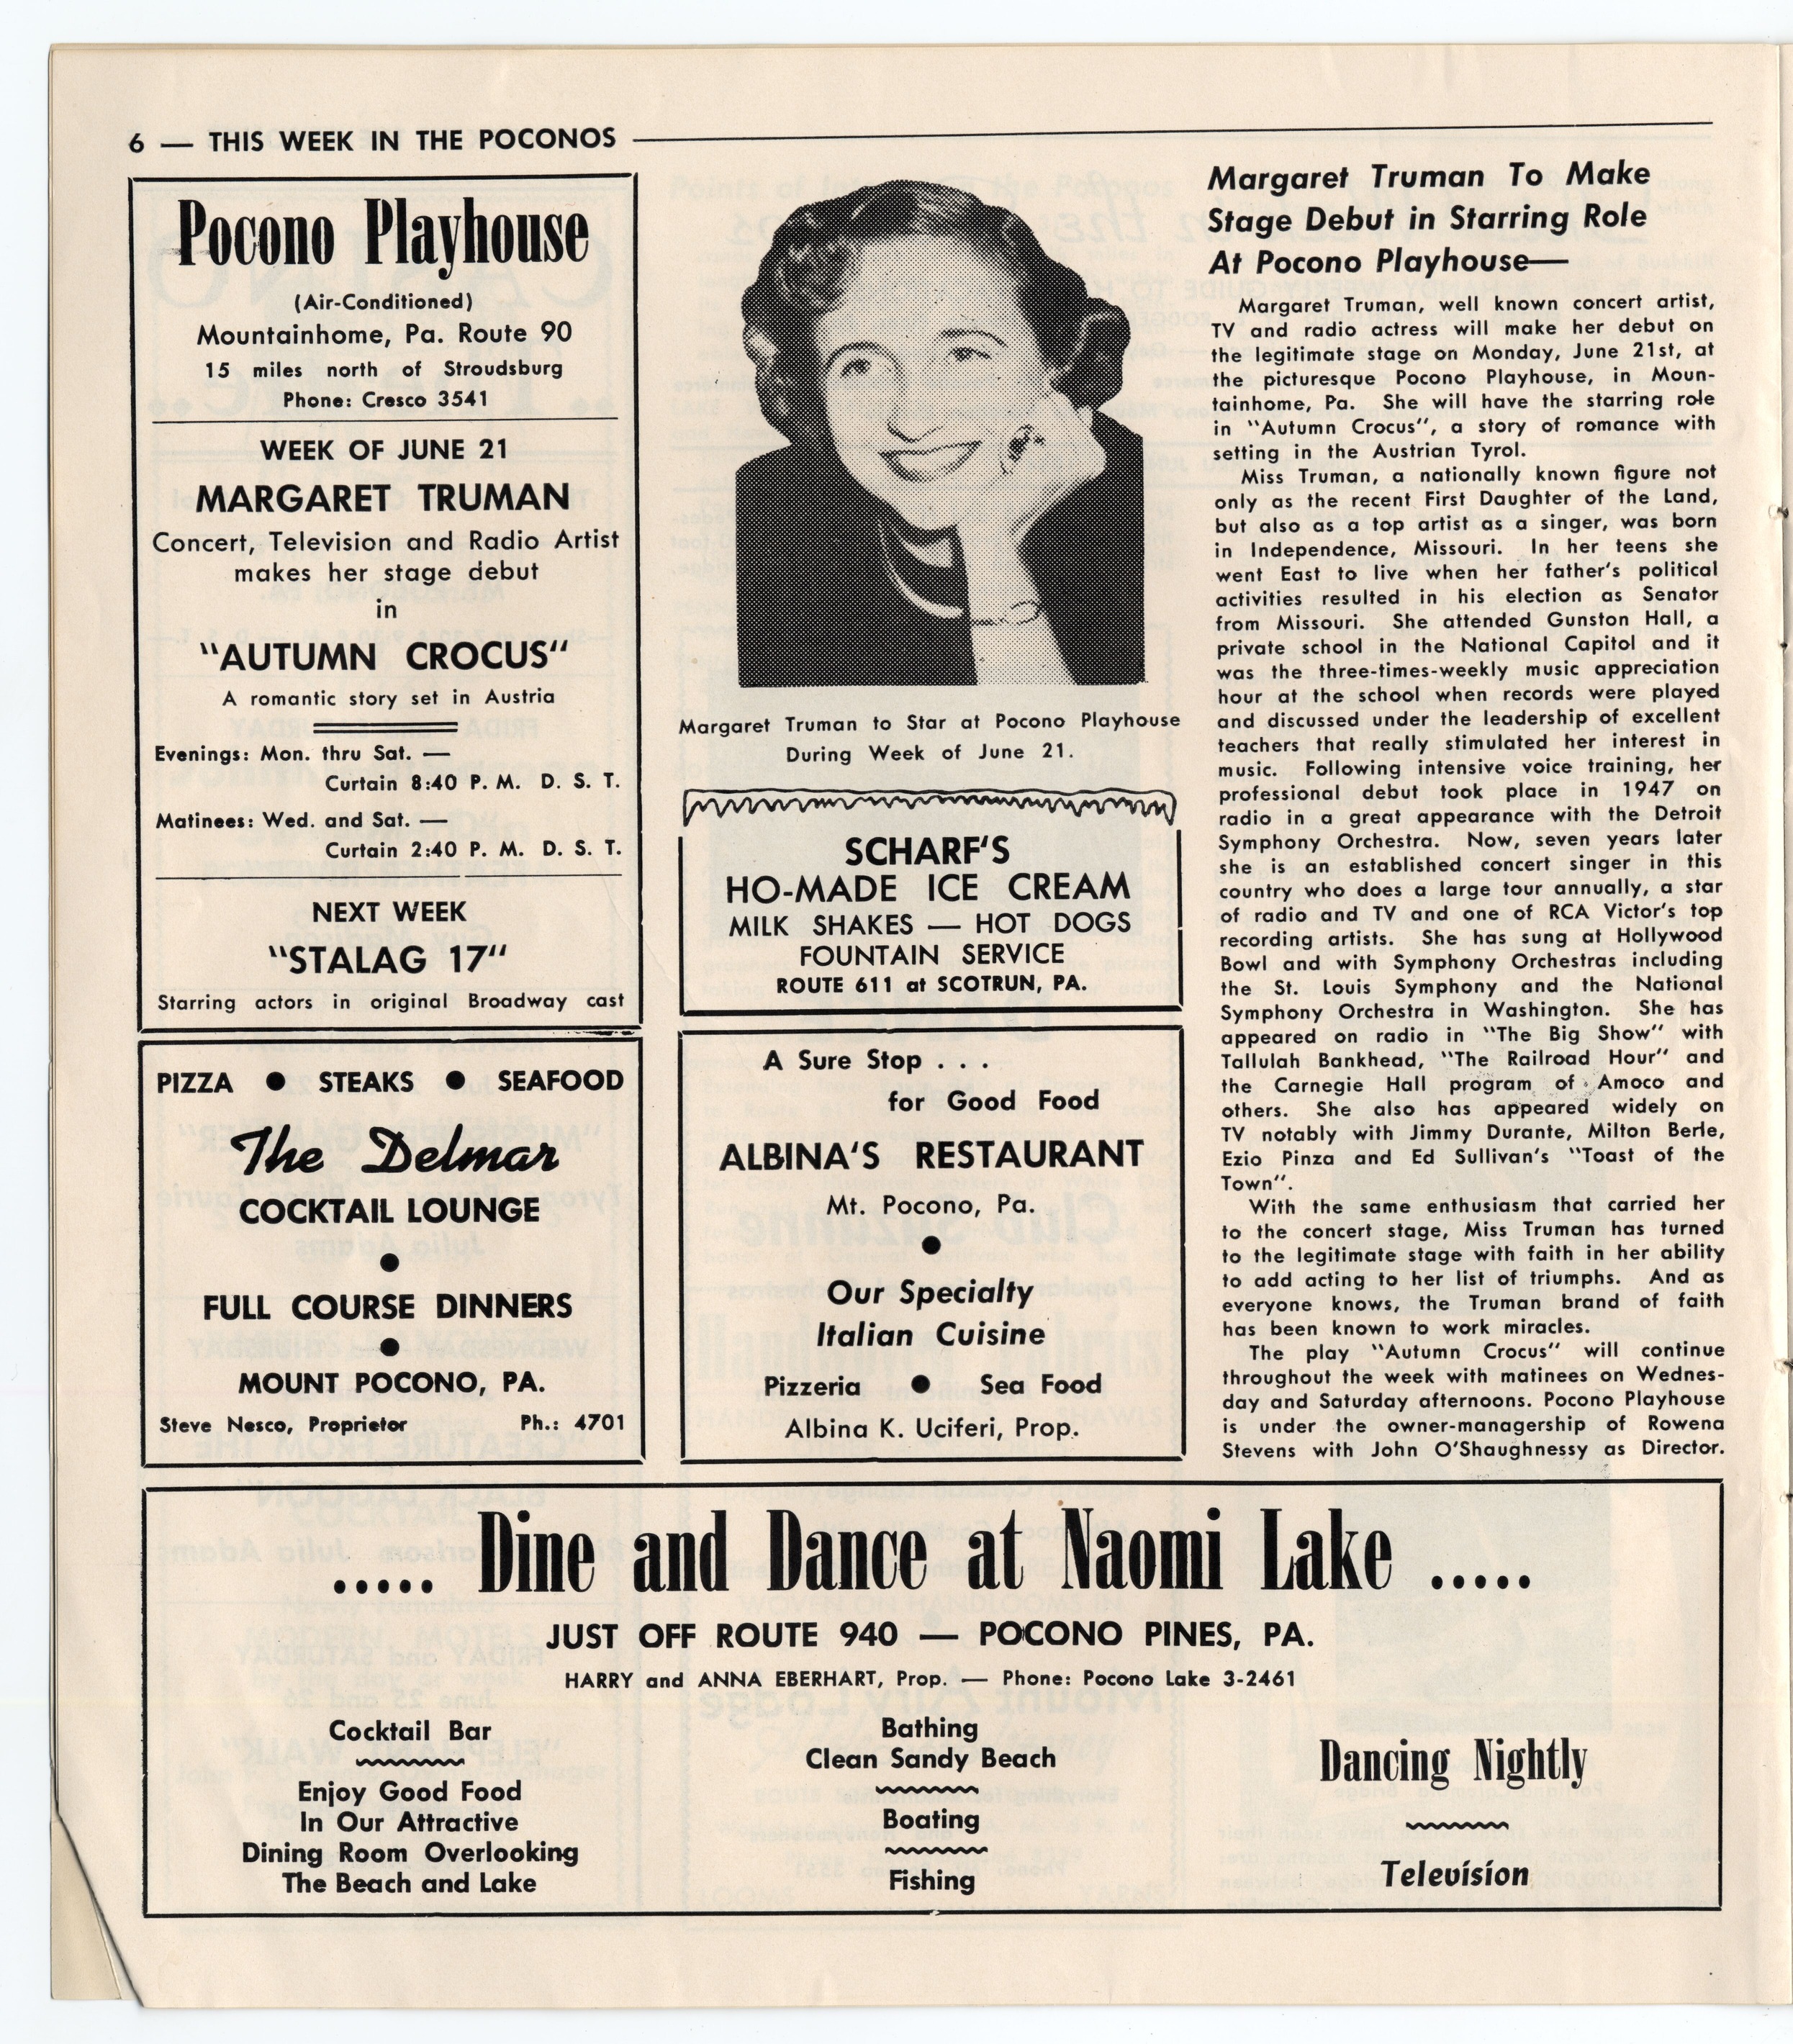 6 — THIS WEEK IN THE POCONOS
Pocono Playhouse
(Air-Conditioned)
Mountainhome, Pa. Route 90
15 miles north of Stroudsburg
Phone: Cresco 3541
WEEK OF JUNE 21
MARGARET TRUMAN
Concert, Television and Radio Artist
makes her stage debut
in
"AUTUMN CROCUS"
A romantic story set in Austria
Evenings: Mon. thru Sat. —
Curtain 8:40 P. M. D. S. T.
Matinees: Wed. and Sat. —
Curtain 2:40 P. M. D. S. T.
NEXT WEEK
"STALAG 17"
Starring actors in original Broadway cast
PIZZA ● STEAKS ● SEAFOOD
The Delmar
COCKTAIL LOUNGE
●
FULL COURSE DINNERS
●
MOUNT POCONO, PA.
Steve Nesco, Proprietor Ph.: 4701
Margaret Truman to Star at Pocono Playhouse
During Week of June 21.
SCHARF'S
HO-MADE ICE CREAM
MILK SHAKES — HOT DOGS
FOUNTAIN SERVICE
ROUTE 611 at SCOTRUN, PA.
A Sure Stop . . .
for Good Food
ALBINA'S RESTAURANT
Mt. Pocono, Pa.
●
Our Specialty
Italian Cuisine
Pizzeria ● Sea Food
Albina K. Uciferi, Prop.
Margaret Truman To Make
Stage Debut in Starring Role
At Pocono Playhouse—
Margaret Truman, well known concert artist,
TV and radio actress will make her debut on
the legitimate stage on Monday, June 21st, at
the picturesque Pocono Playhouse, in Moun-
tainhome, Pa. She will have the starring role
in "Autumn Crocus", a story of romance with
setting in the Austrian Tyrol.
Miss Truman, a nationally known figure not
only as the recent First Daughter of the Land,
but also as a top artist as a singer, was born
in Independence, Missouri. In her teens she
went East to live when her father's political
activities resulted in his election as Senator
from Missouri. She attended Gunston Hall, a
private school in the National Capitol and it
was the three-times-weekly music appreciation
hour at the school when records were played
and discussed under the leadership of excellent
teachers that really stimulated her interest in
music. Following intensive voice training, her
professional debut took place in 1947 on
radio in a great appearance with the Detroit
Symphony Orchestra. Now, seven years later
she is an established concert singer in this
country who does a large tour annually, a star
of radio and TV and one of RCA Victor's top
recording artists. She has sung at Hollywood
Bowl and with Symphony Orchestras including
the St. Louis Symphony and the National
Symphony Orchestra in Washington. She has
appeared on radio in "The Big Show" with
Tallulah Bankhead, "The Railroad Hour" and
the Carnegie Hall program of Amoco and
others. She also has appeared widely on
TV notably with Jimmy Durante, Milton Berle,
Ezio Pinza and Ed Sullivan's "Toast of the
Town".
With the same enthusiasm that carried her
to the concert stage, Miss Truman has turned
to the legitimate stage with faith in her ability
to add acting to her list of triumphs. And as
everyone knows, the Truman brand of faith
has been known to work miracles.
The play "Autumn Crocus" will continue
throughout the week with matinees on Wednes-
day and Saturday afternoons. Pocono Playhouse
is under the owner-managership of Rowena
Stevens with John O'Shaughnessy as Director.
..... Dine and Dance at Naomi Lake .....
JUST OFF ROUTE 940 — POCONO PINES, PA.
HARRY and ANNA EBERHART, Prop. — Phone: Pocono Lake 3-2461
Cocktail Bar
Enjoy Good Food
In Our Attractive
Dining Room Overlooking
The Beach and Lake
Bathing
Clean Sandy Beach
Boating
Fishing
Dancing Nightly
Television